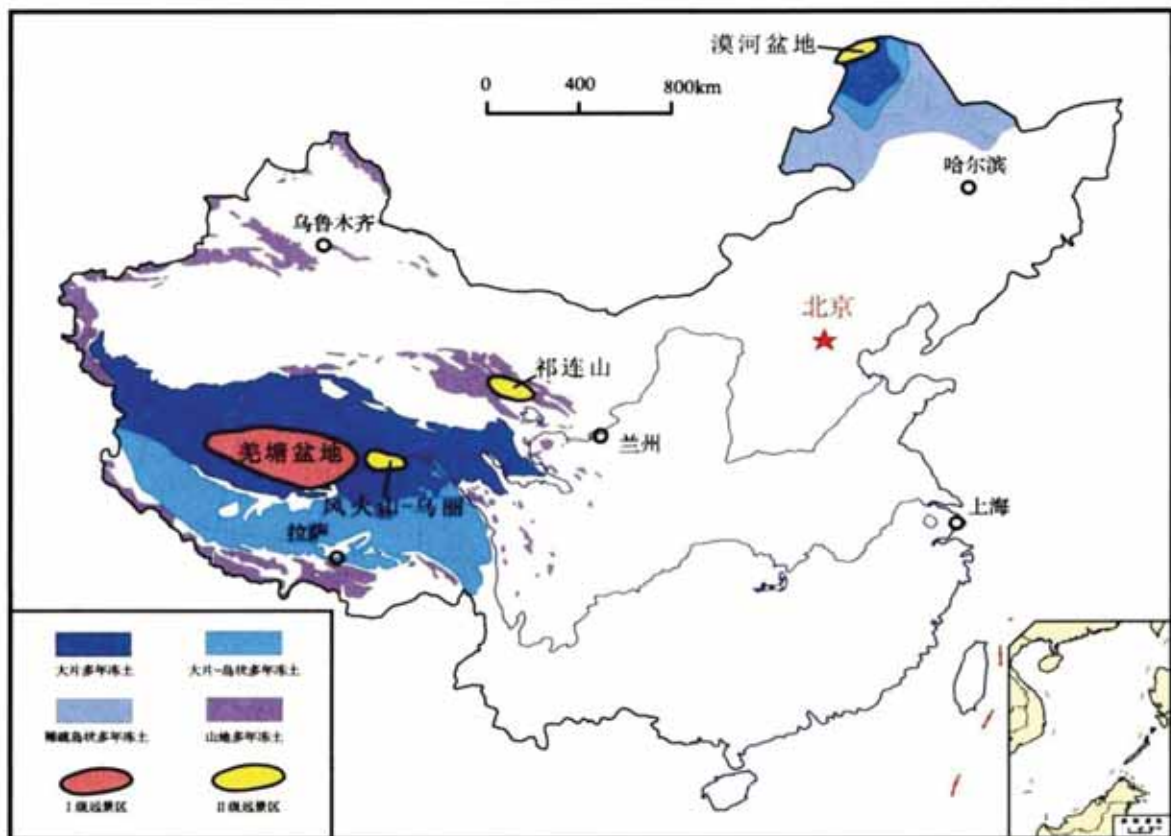 漠河盆地
0 400 800km
哈尔滨
乌鲁木齐
北京
祁连山
兰州
羌塘盆地
风火山-乌丽
拉萨
上海
大片多年冻土
大片-岛状多年冻土
稀疏岛状多年冻土
山地多年冻土
I级远景区
II级远景区